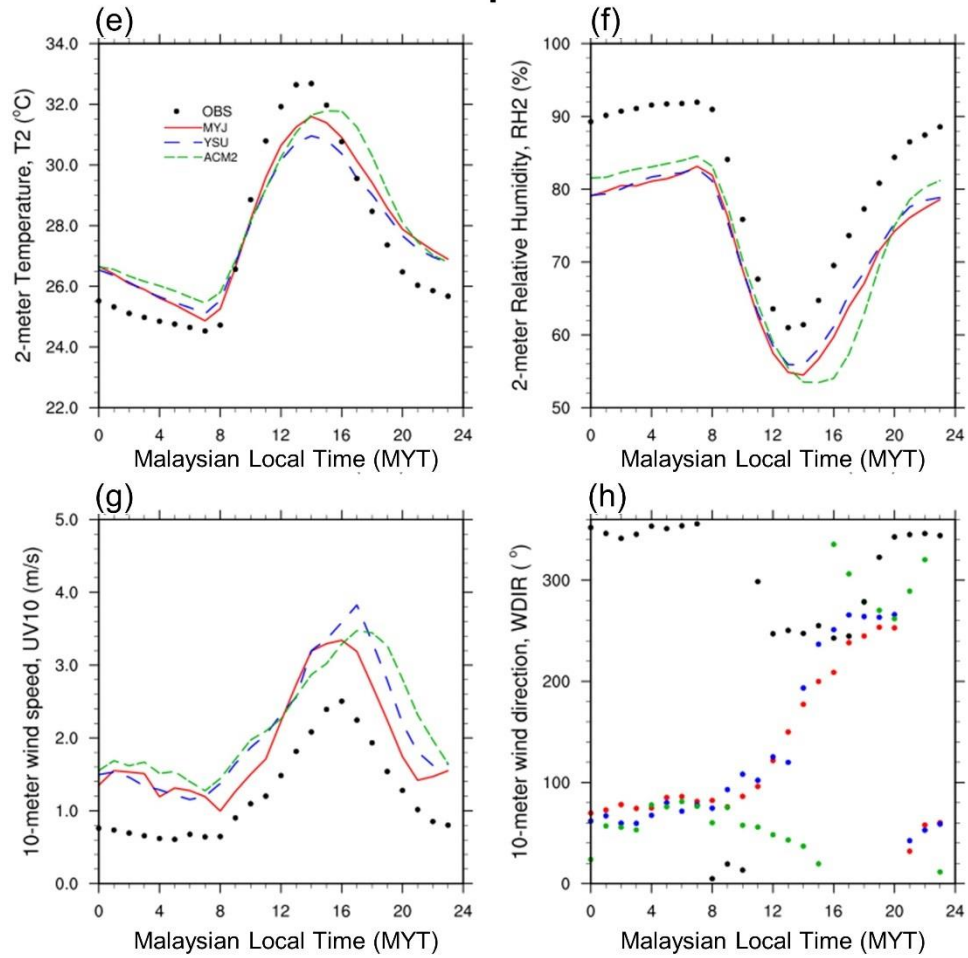 (e)
34.0
32.0
30.0
28.0
26.0
24.0
22.0
2-meter Temperature, T2 (°C)
OBS
MYJ
YSU
ACM2
0 4 8 12 16 20 24
Malaysian Local Time (MYT)
(f)
100
90
80
70
60
50
2-meter Relative Humidity, RH2 (%)
0 4 8 12 16 20 24
Malaysian Local Time (MYT)
(g)
5.0
4.0
3.0
2.0
1.0
0.0
10-meter wind speed, UV10 (m/s)
0 4 8 12 16 20 24
Malaysian Local Time (MYT)
(h)
300
200
100
0
10-meter wind direction, WDIR ( °)
0 4 8 12 16 20 24
Malaysian Local Time (MYT)